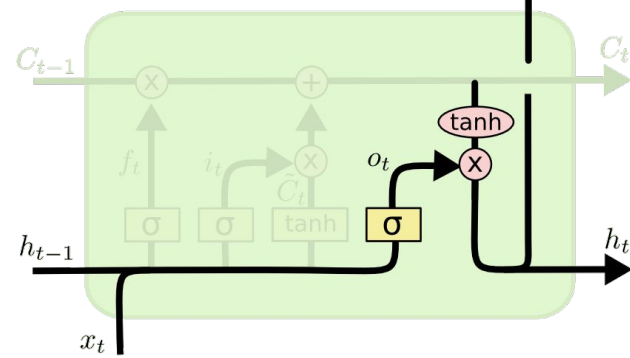 C_{t-1} × + C_t
tanh
f_t i_t × o_t ×
C̃_t
σ σ tanh σ
h_{t-1} h_t
x_t